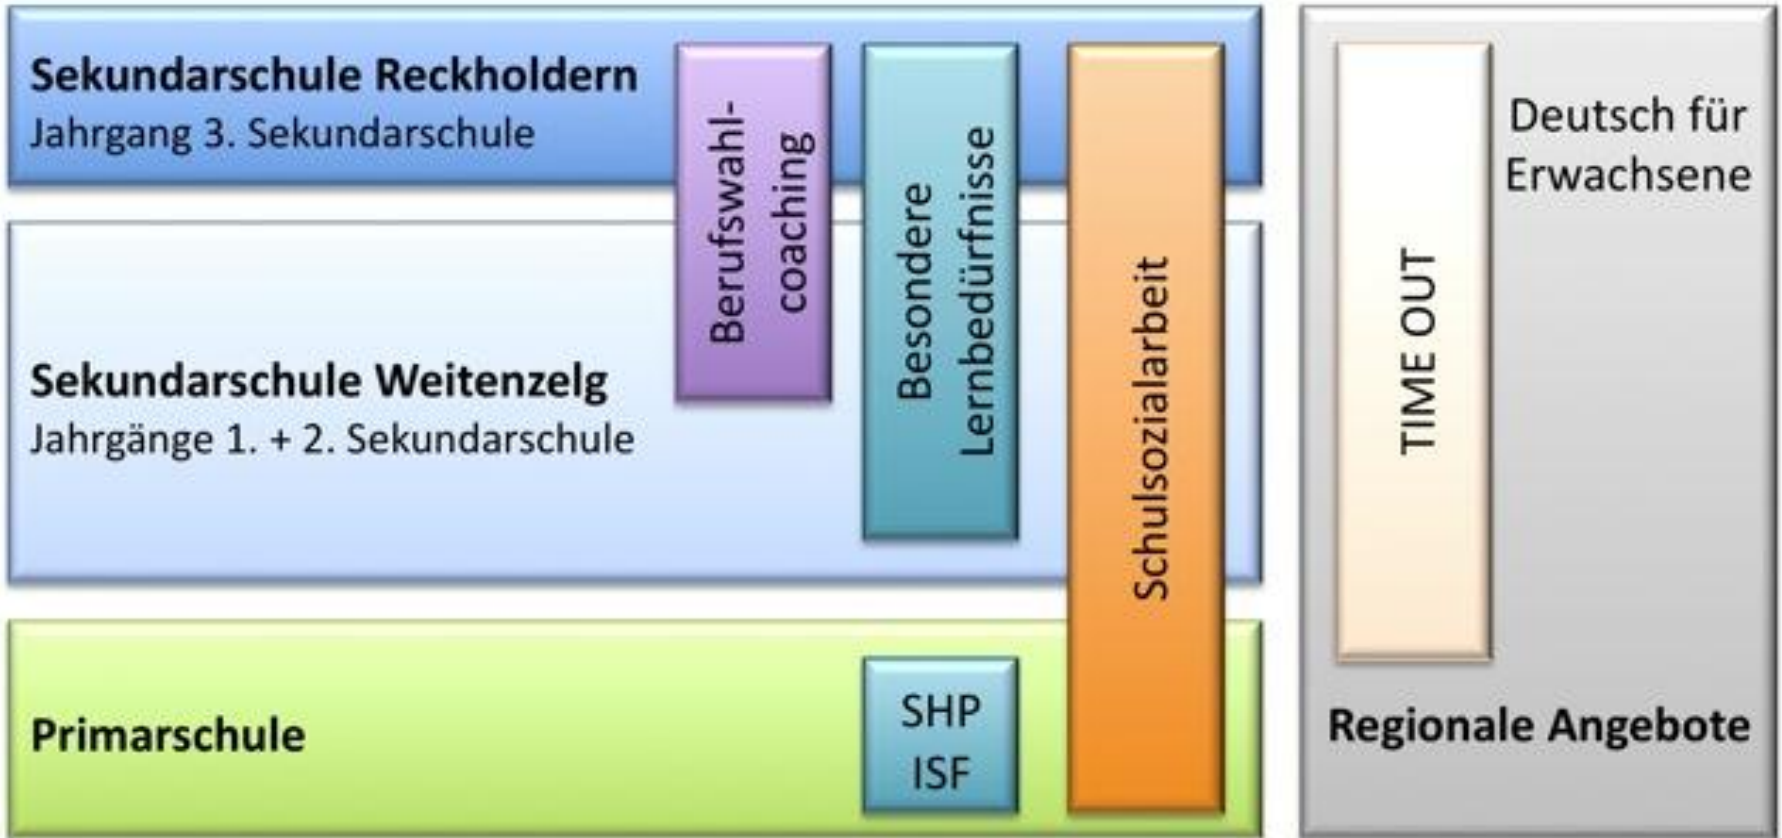 Sekundarschule Reckholdern
Jahrgang 3. Sekundarschule
Sekundarschule Weitenzelg
Jahrgänge 1. + 2. Sekundarschule
Primarschule
Berufswahl-
coaching
Besondere
Lernbedürfnisse
SHP
ISF
Schulsozialarbeit
TIME OUT
Deutsch für
Erwachsene
Regionale Angebote